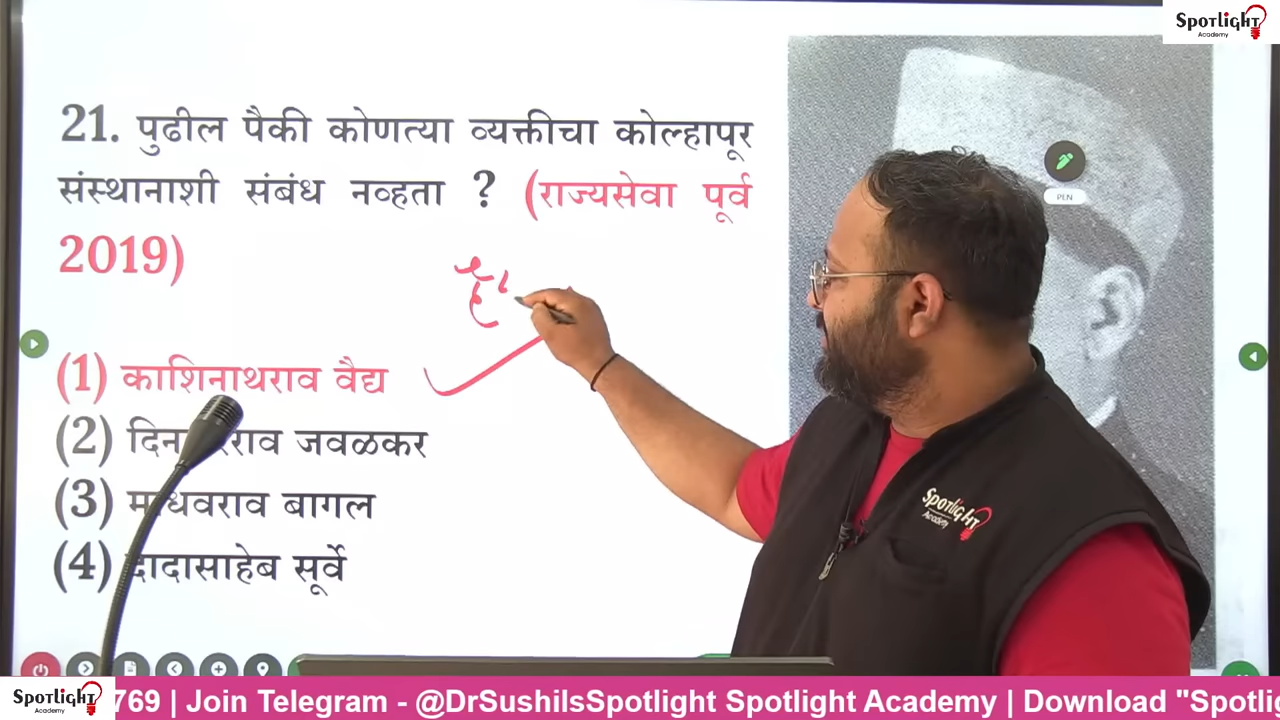 Spotlight
Academy
21. पुढील पैकी कोणत्या व्यक्तीचा कोल्हापूर
संस्थानाशी संबंध नव्हता ? (राज्यसेवा पूर्व
2019)
PEN
(1) काशिनाथराव वैद्य
(2) जवळकर
(3) माधवराव बागल
(4) दादासाहेब सूर्वे
Spotlight
Academy
Spotlight
Academy
769 | Join Telegram - @DrSushilsSpotlight Spotlight Academy | Download "Spotlig